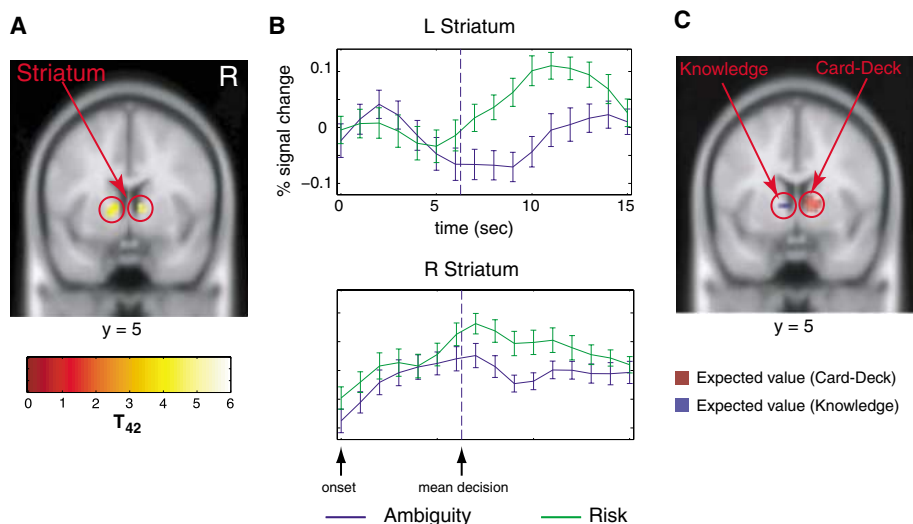 A
Striatum
R
y = 5
0 1 2 3 4 5 6
T42
B
L Striatum
% signal change
0.1
0
−0.1
0 5 10 15
time (sec)
R Striatum
onset
mean decision
Ambiguity
Risk
C
Knowledge
Card-Deck
y = 5
Expected value (Card-Deck)
Expected value (Knowledge)